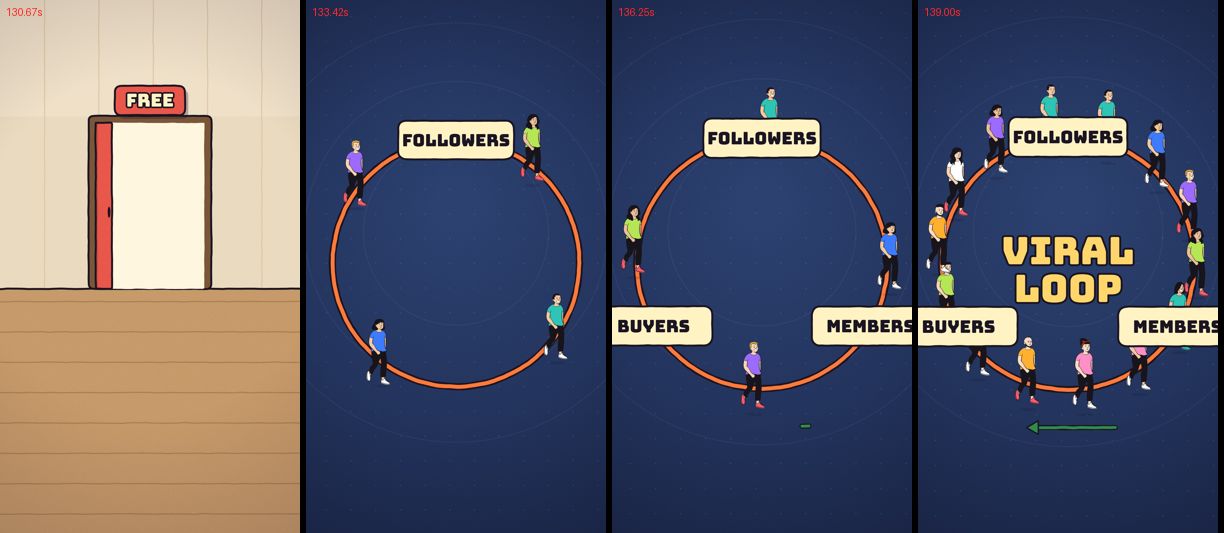 130.67s
FREE
133.42s
FOLLOWERS
136.25s
FOLLOWERS
BUYERS
MEMBERS
139.00s
FOLLOWERS
VIRAL
LOOP
BUYERS
MEMBERS